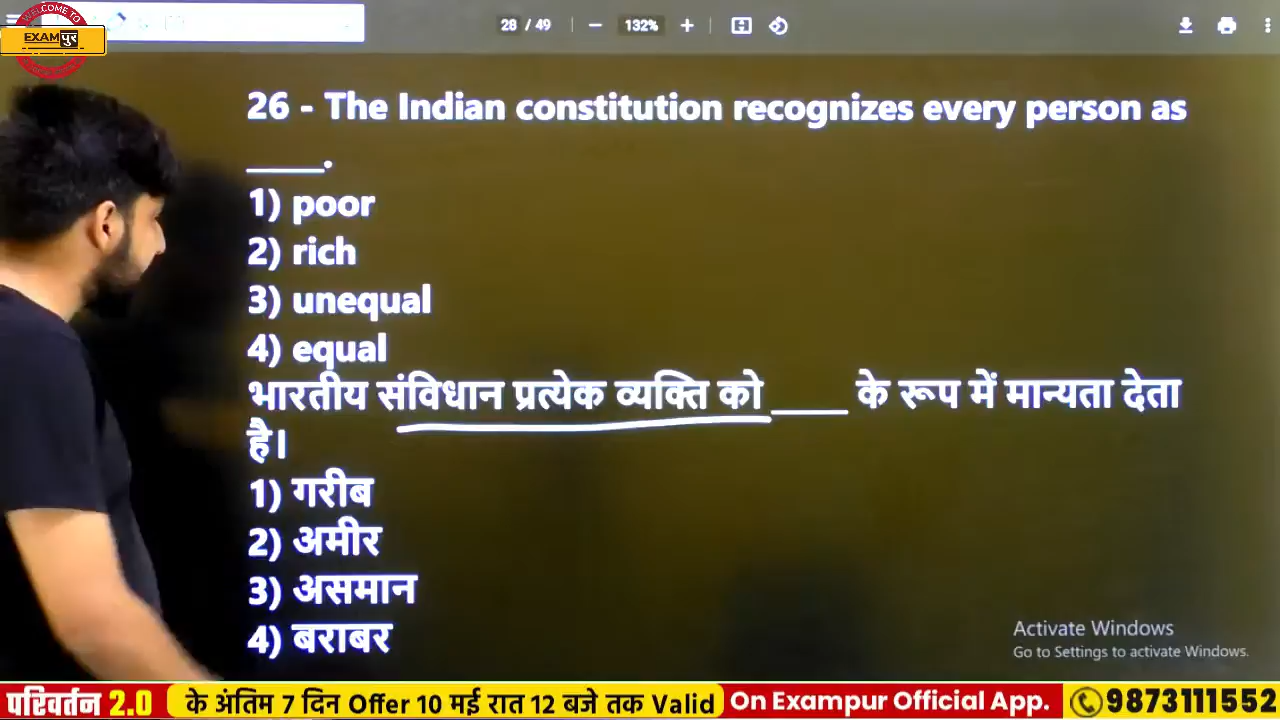 WELCOME TO
EXAMपुर
28 / 49
132%
26 - The Indian constitution recognizes every person as
____.
1) poor
2) rich
3) unequal
4) equal
भारतीय संविधान प्रत्येक व्यक्ति को ____ के रूप में मान्यता देता
है।
1) गरीब
2) अमीर
3) असमान
4) बराबर
Activate Windows
Go to Settings to activate Windows.
परिवर्तन 2.0 के अंतिम 7 दिन Offer 10 मई रात 12 बजे तक Valid On Exampur Official App. 9873111552